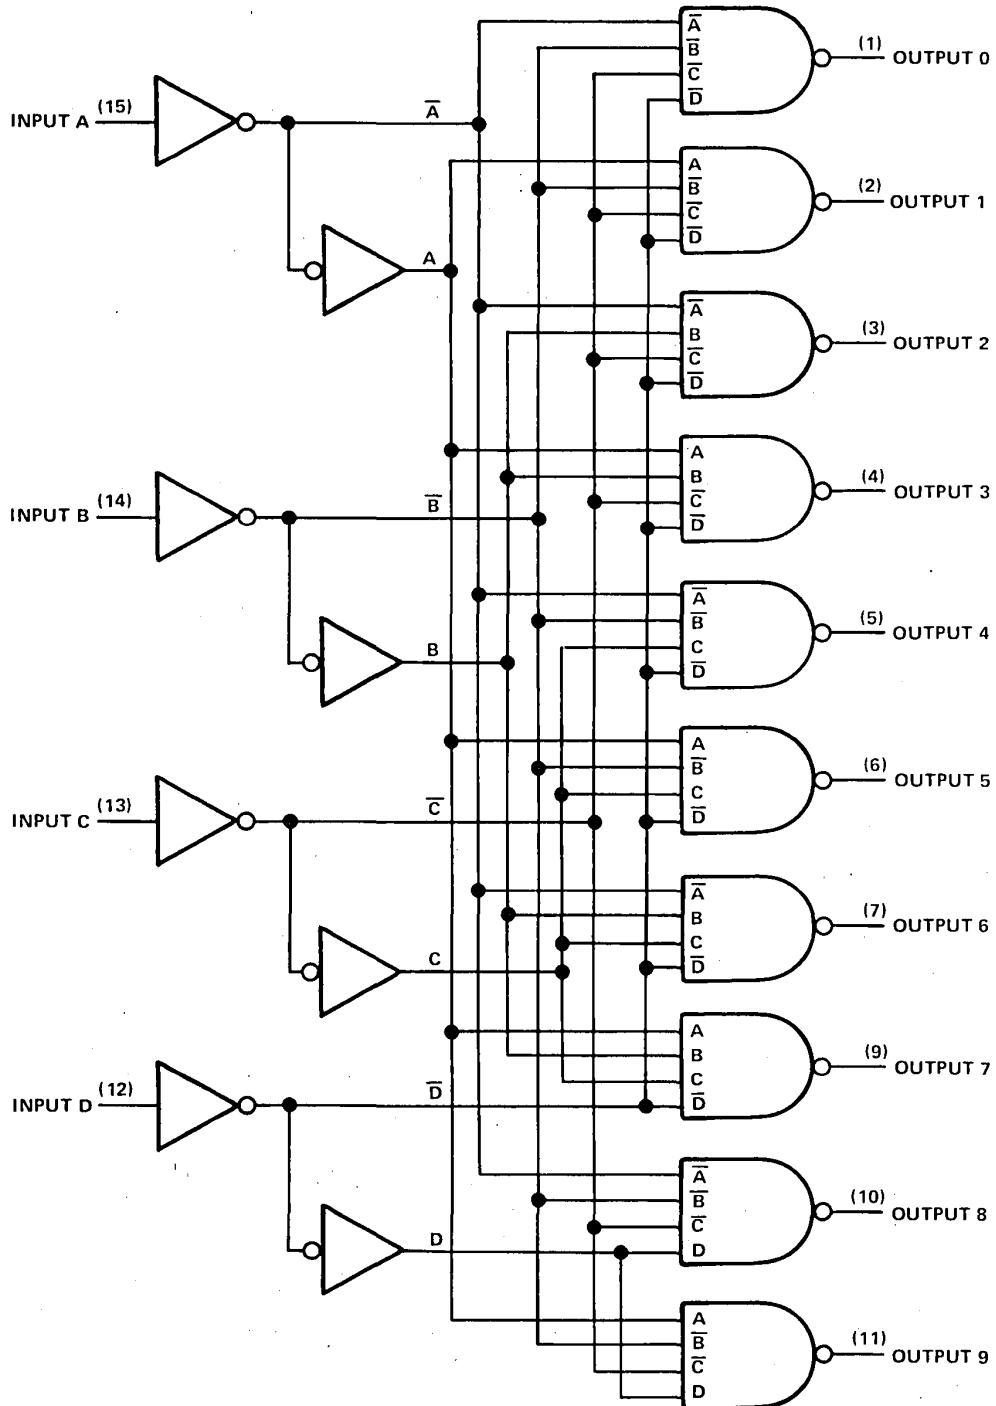 A̅
B̅
C̅
D̅
(1) OUTPUT 0
INPUT A (15)
A̅
A
B̅
C̅
D̅
(2) OUTPUT 1
A
A̅
B
C̅
D̅
(3) OUTPUT 2
A
B
C̅
D̅
(4) OUTPUT 3
INPUT B (14)
B̅
A̅
B̅
C
D̅
(5) OUTPUT 4
B
A
B̅
C
D̅
(6) OUTPUT 5
INPUT C (13)
C̅
A̅
B
C
D̅
(7) OUTPUT 6
C
A
B
C
D̅
(9) OUTPUT 7
INPUT D (12)
D̅
A̅
B̅
C̅
D
(10) OUTPUT 8
D
A
B̅
C̅
D
(11) OUTPUT 9